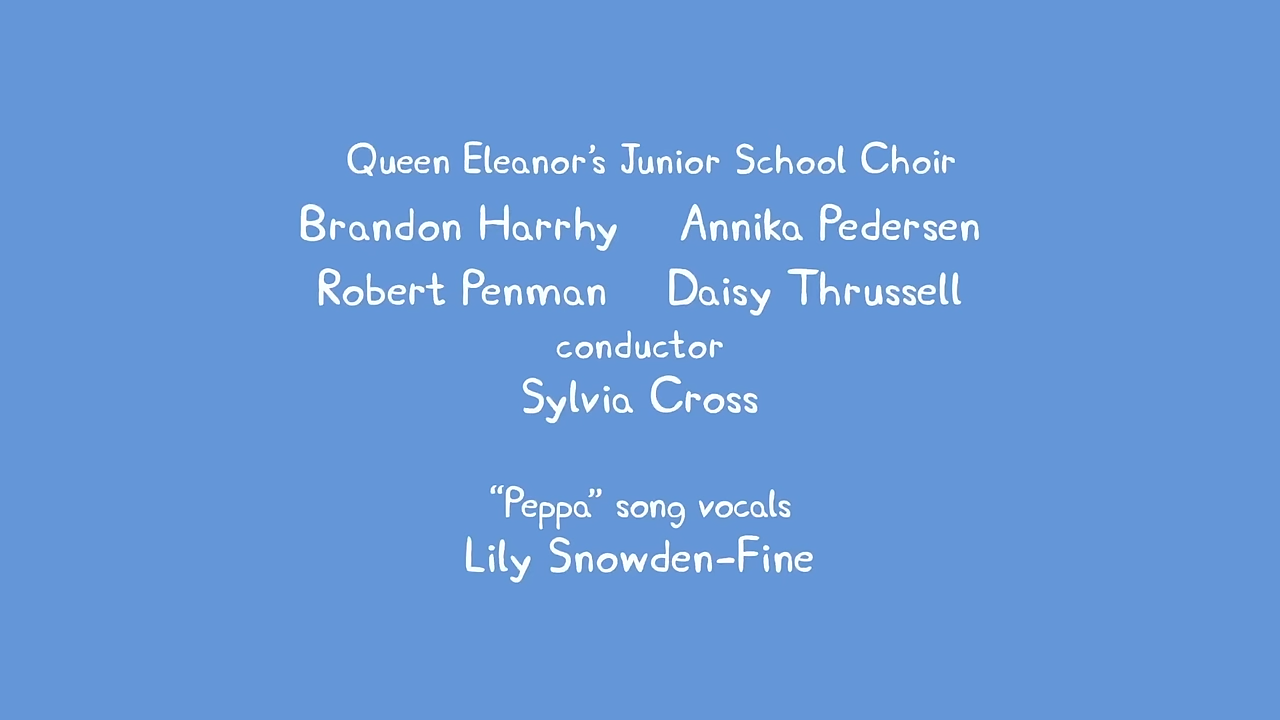 Queen Eleanor's Junior School Choir
Brandon Harrhy Annika Pedersen
Robert Penman Daisy Thrussell
conductor
Sylvia Cross
“Peppa” song vocals
Lily Snowden-Fine